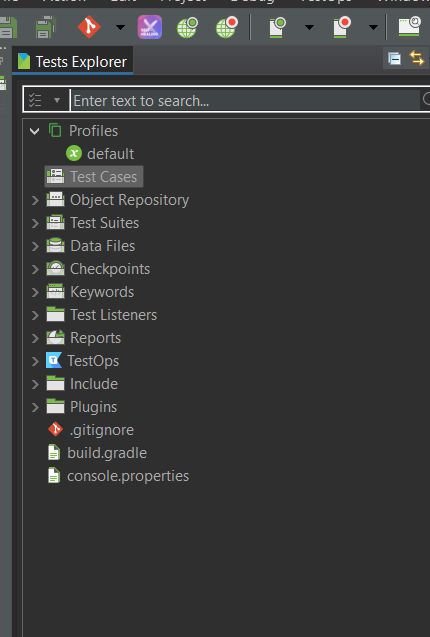 Tests Explorer
Enter text to search...
Profiles
default
Test Cases
Object Repository
Test Suites
Data Files
Checkpoints
Keywords
Test Listeners
Reports
TestOps
Include
Plugins
.gitignore
build.gradle
console.properties